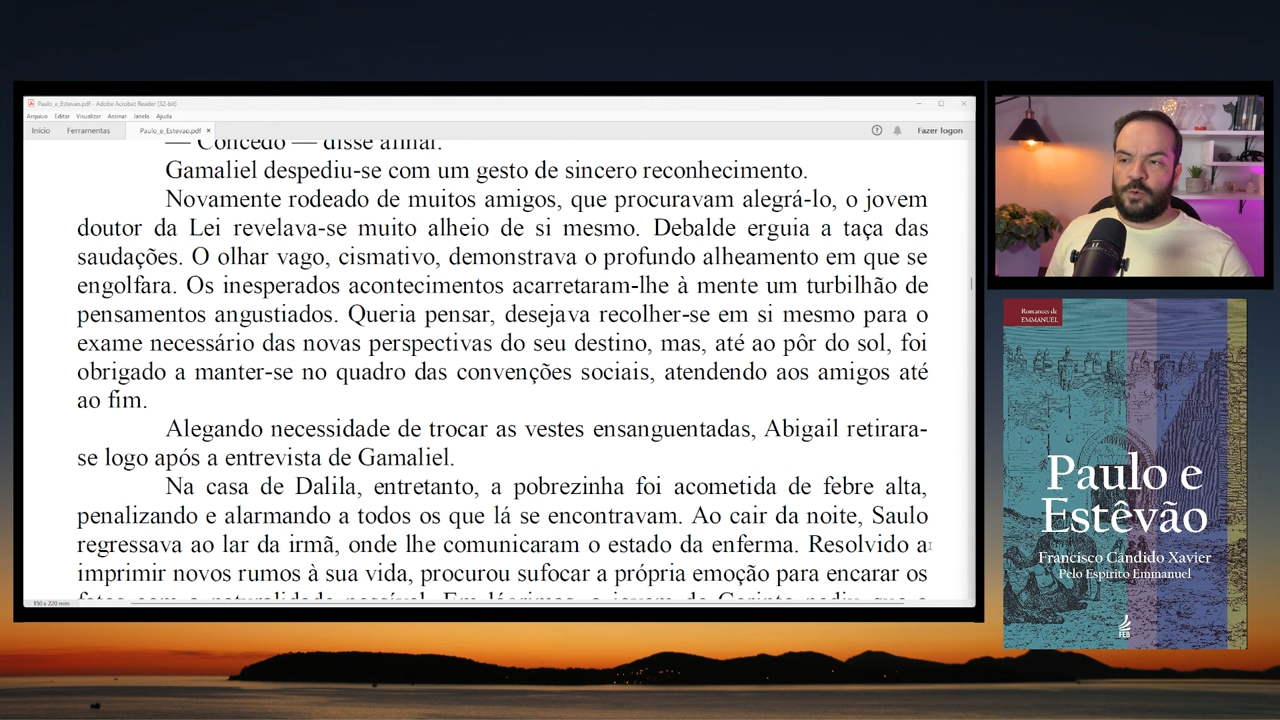 Paulo_e_Estevao.pdf - Adobe Acrobat Reader (32-bit)
Arquivo Editar Visualizar Assinar Janela Ajuda
Início Ferramentas Paulo_e_Estevao.pdf × Fazer logon
— Concedo — disse afinal.
Gamaliel despediu-se com um gesto de sincero reconhecimento.
Novamente rodeado de muitos amigos, que procuravam alegrá-lo, o jovem
doutor da Lei revelava-se muito alheio de si mesmo. Debalde erguia a taça das
saudações. O olhar vago, cismativo, demonstrava o profundo alheamento em que se
engolfara. Os inesperados acontecimentos acarretaram-lhe à mente um turbilhão de
pensamentos angustiados. Queria pensar, desejava recolher-se em si mesmo para o
exame necessário das novas perspectivas do seu destino, mas, até ao pôr do sol, foi
obrigado a manter-se no quadro das convenções sociais, atendendo aos amigos até
ao fim.
Alegando necessidade de trocar as vestes ensanguentadas, Abigail retirara-
se logo após a entrevista de Gamaliel.
Na casa de Dalila, entretanto, a pobrezinha foi acometida de febre alta,
penalizando e alarmando a todos os que lá se encontravam. Ao cair da noite, Saulo
regressava ao lar da irmã, onde lhe comunicaram o estado da enferma. Resolvido a
imprimir novos rumos à sua vida, procurou sufocar a própria emoção para encarar os
150 x 220 mm
Romances de
EMMANUEL
Paulo e
Estêvão
Francisco Cândido Xavier
Pelo Espírito Emmanuel
FEB